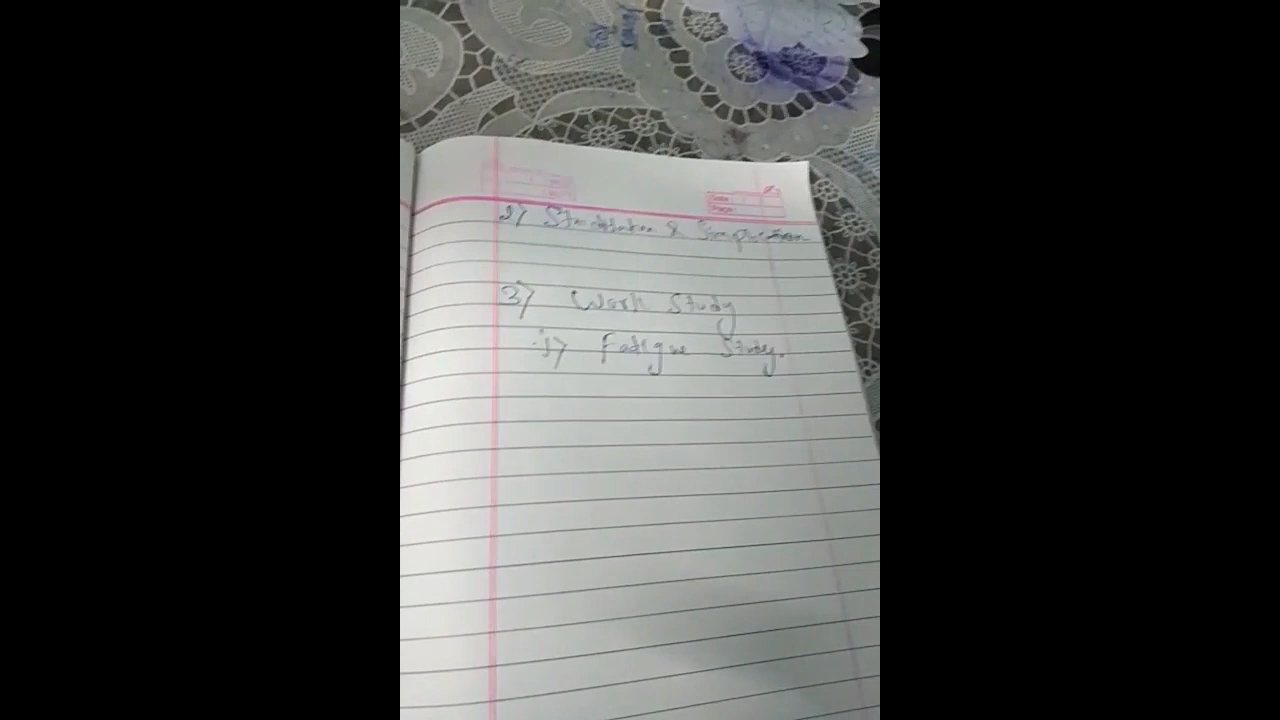 2) Standardisation & Simplification
3) Work Study
i) Fatigue Study.